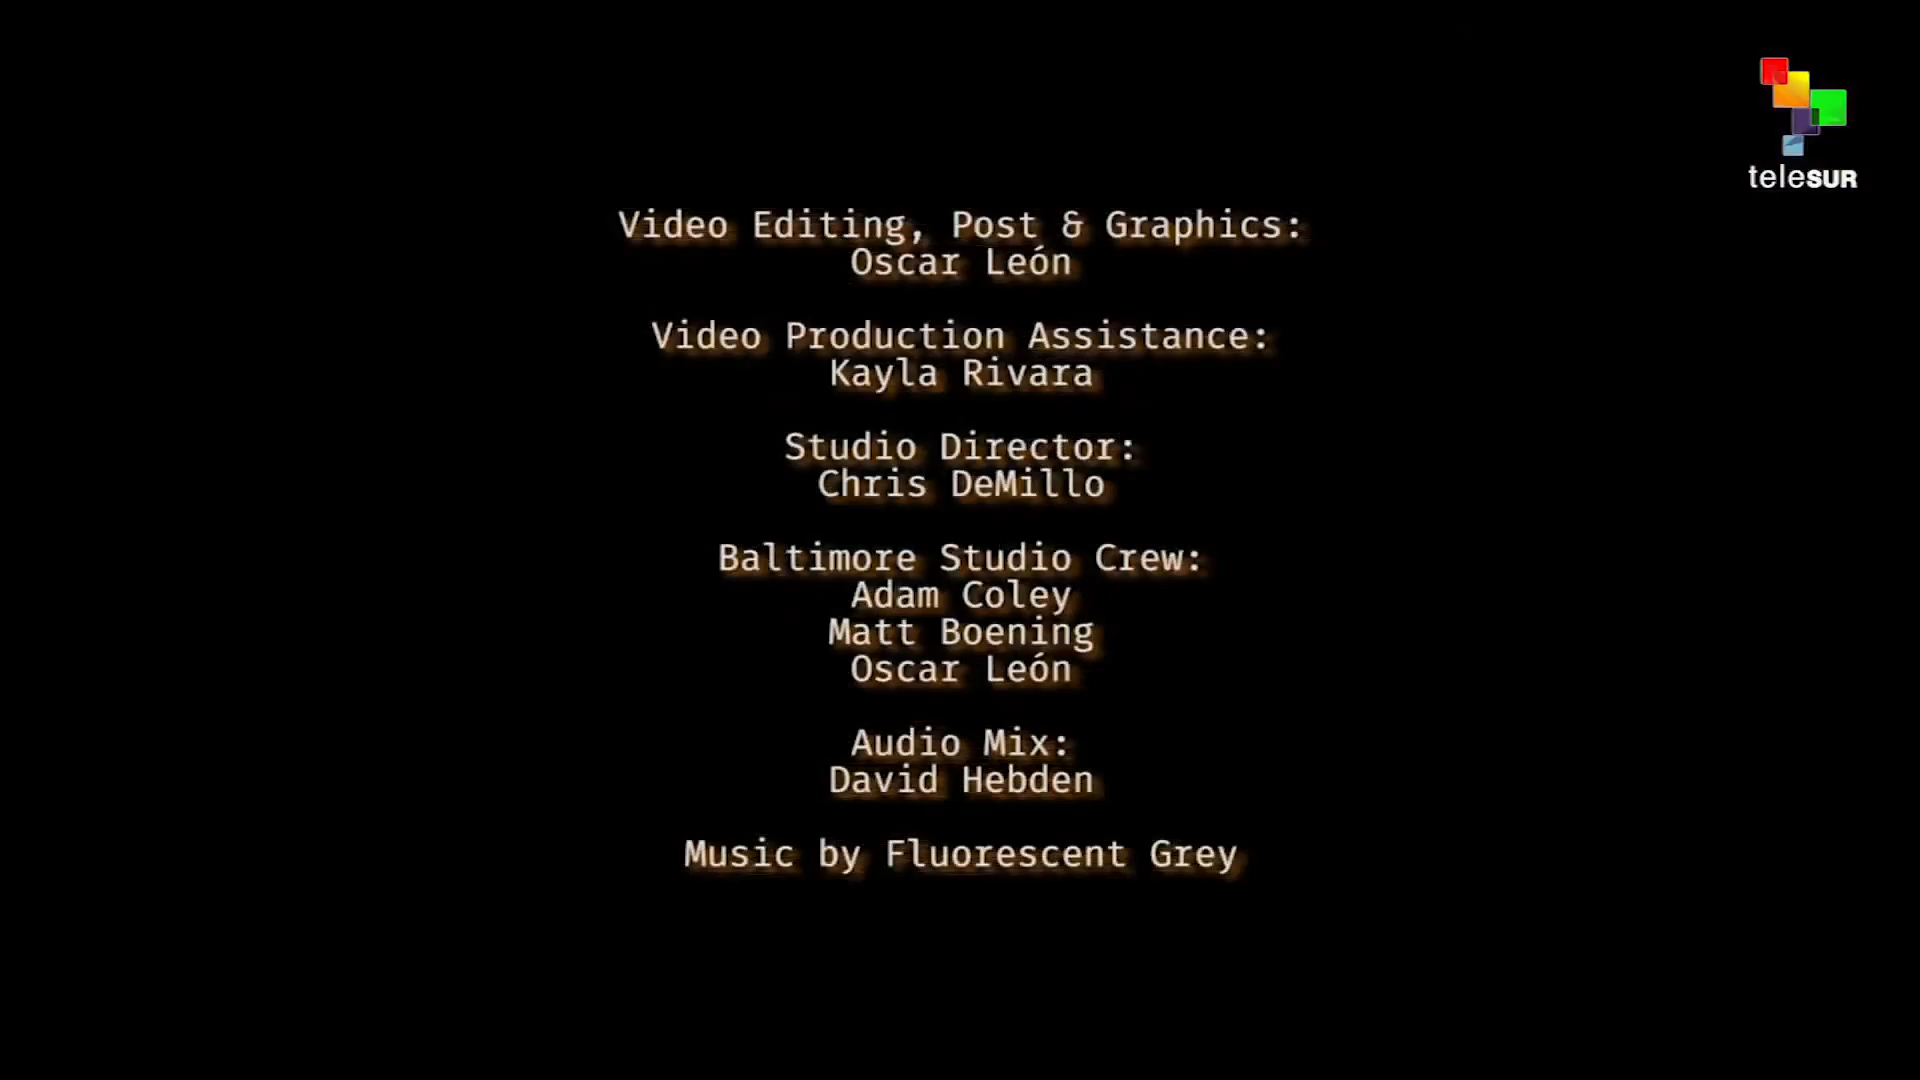 telesUR
Video Editing, Post & Graphics:
Oscar León
Video Production Assistance:
Kayla Rivara
Studio Director:
Chris DeMillo
Baltimore Studio Crew:
Adam Coley
Matt Boening
Oscar León
Audio Mix:
David Hebden
Music by Fluorescent Grey